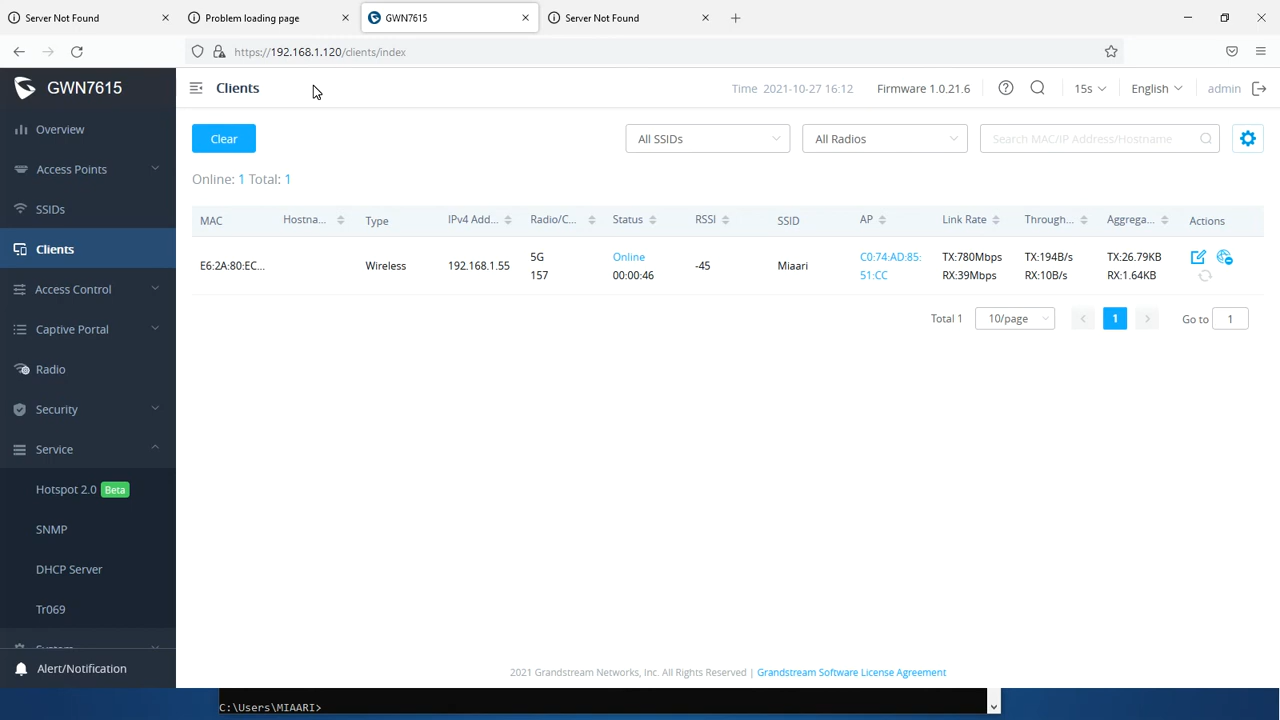 Server Not Found
Problem loading page
GWN7615
Server Not Found
https://192.168.1.120/clients/index
GWN7615
Clients
Time 2021-10-27 16:12
Firmware 1.0.21.6
15s
English
admin
Overview
Access Points
SSIDs
Clients
Access Control
Captive Portal
Radio
Security
Service
Hotspot 2.0 Beta
SNMP
DHCP Server
Tr069
Alert/Notification
Clear
All SSIDs
All Radios
Search MAC/IP Address/Hostname
Online: 1 Total: 1
MAC Hostna... Type IPv4 Add... Radio/C... Status RSSI SSID AP Link Rate Through... Aggrega... Actions
E6:2A:80:EC... Wireless 192.168.1.55 5G Online -45 Miaari C0:74:AD:85: TX:780Mbps TX:194B/s TX:26.79KB
157 00:00:46 51:CC RX:39Mbps RX:10B/s RX:1.64KB
Total 1 10/page 1 Go to 1
2021 Grandstream Networks, Inc. All Rights Reserved | Grandstream Software License Agreement
C:\Users\MIAARI>